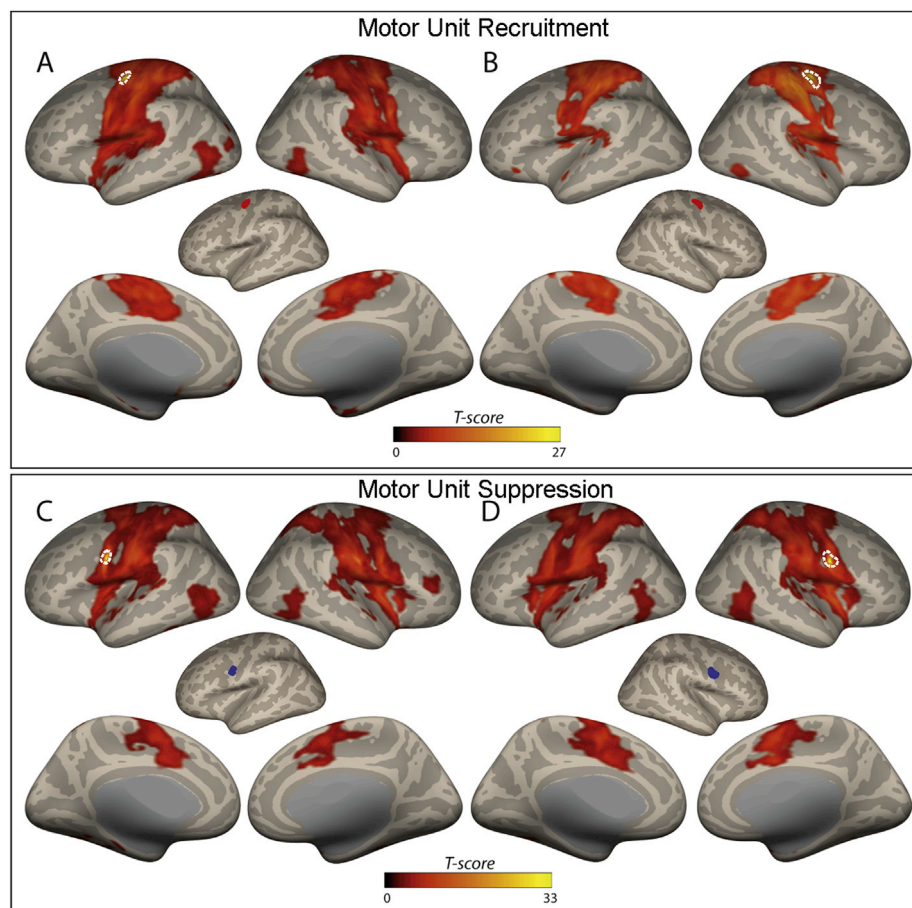 Motor Unit Recruitment
A
B
T-score
0
27
Motor Unit Suppression
C
D
T-score
0
33